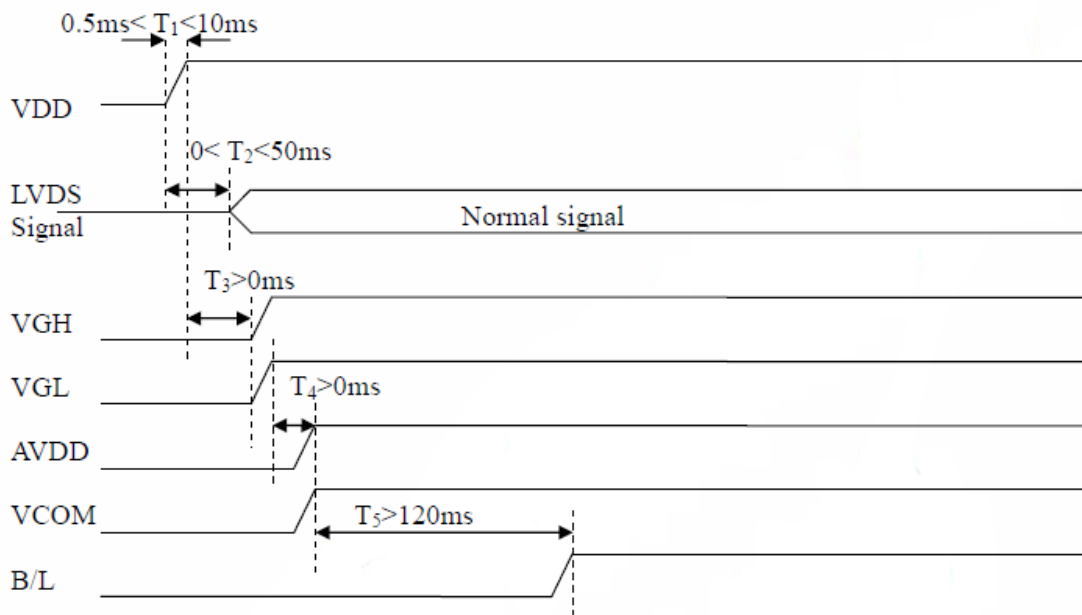 0.5ms< T₁<10ms
VDD
0< T₂<50ms
LVDS
Signal
Normal signal
T₃>0ms
VGH
VGL
T₄>0ms
AVDD
VCOM
T₅>120ms
B/L